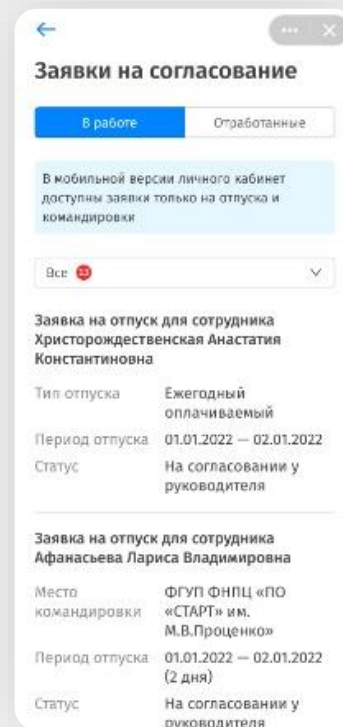 Заявки на согласование
В работе
Отработанные
В мобильной версии личного кабинет
доступны заявки только на отпуска и
командировки
Все 13
Заявка на отпуск для сотрудника
Христорождественская Анастатия
Константиновна
Тип отпуска Ежегодный
оплачиваемый
Период отпуска 01.01.2022 — 02.01.2022
Статус На согласовании у
руководителя
Заявка на отпуск для сотрудника
Афанасьева Лариса Владимировна
Место ФГУП ФНПЦ «ПО
командировки «СТАРТ» им.
М.В.Проценко»
Период отпуска 01.01.2022 — 02.01.2022
(2 дня)
Статус На согласовании у
руководителя